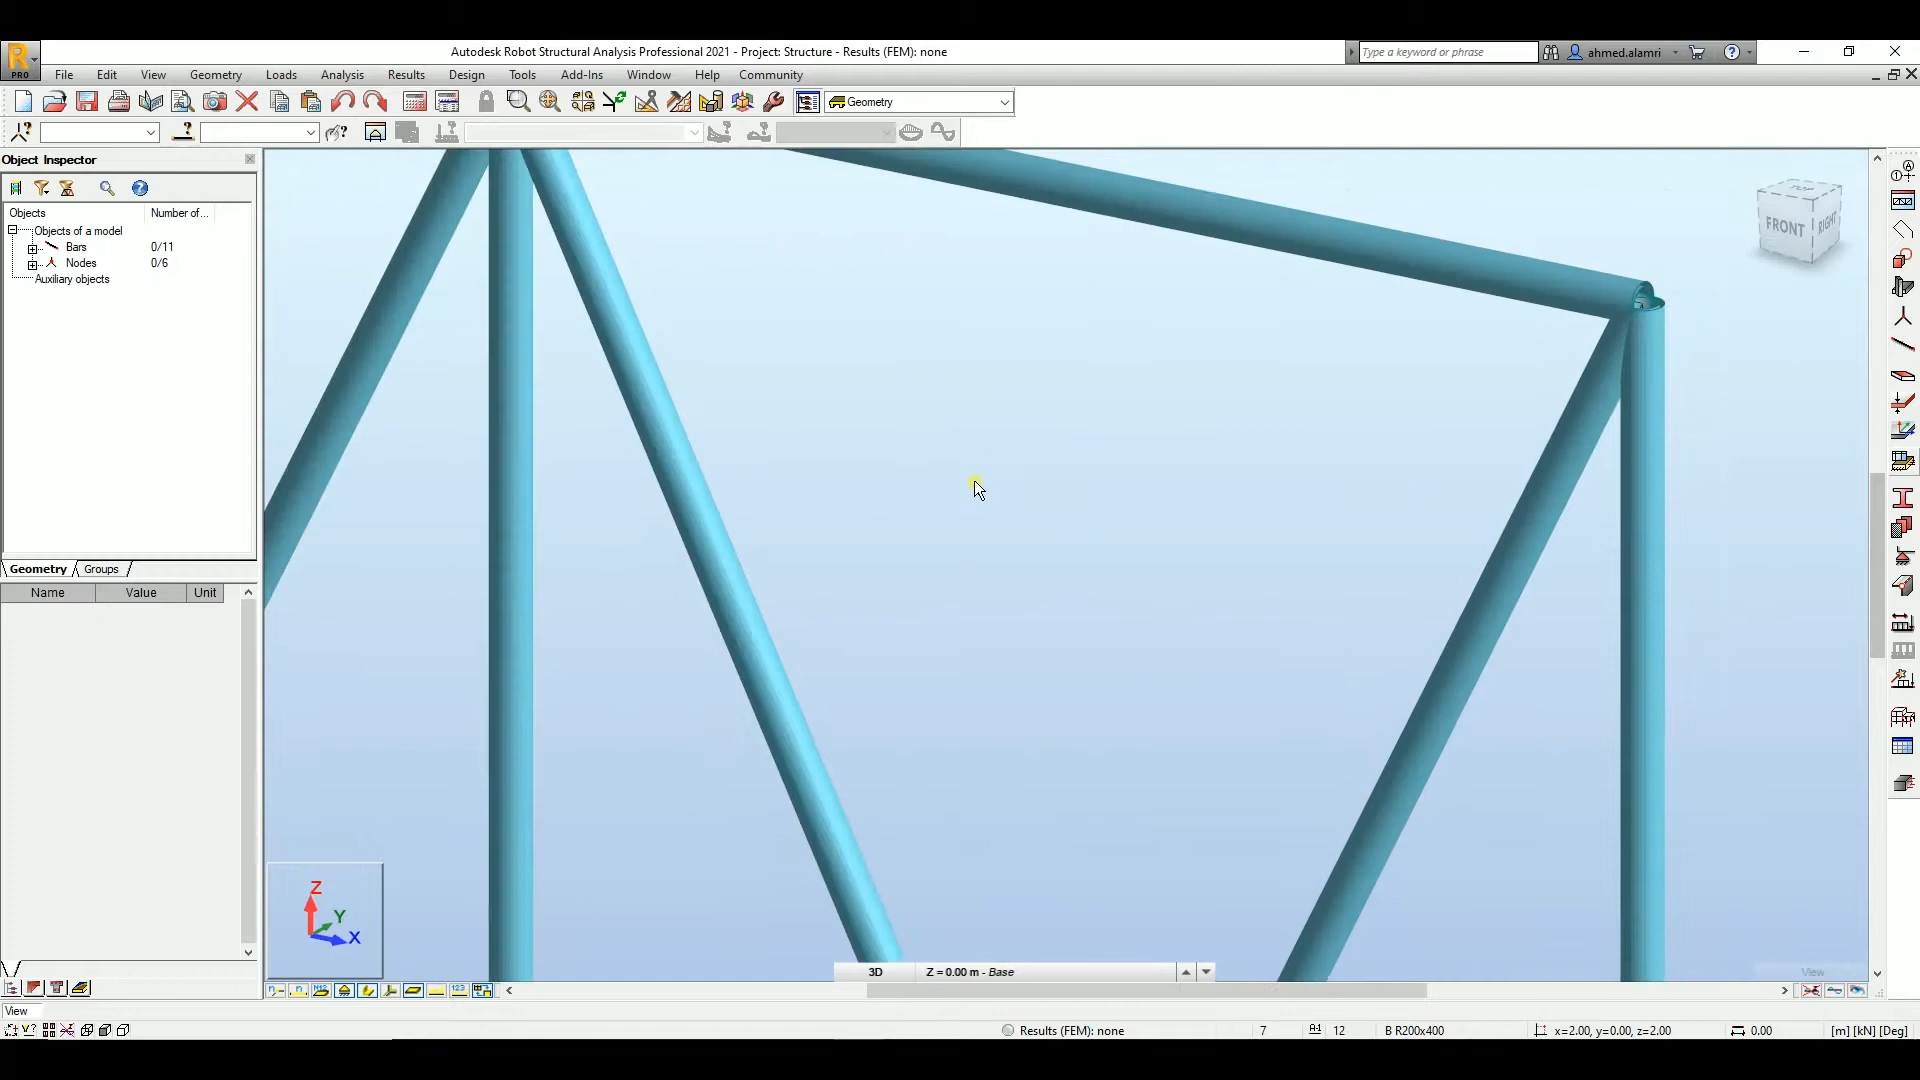 Autodesk Robot Structural Analysis Professional 2021 - Project: Structure - Results (FEM): none
Type a keyword or phrase
ahmed.alamri
PRO
File Edit View Geometry Loads Analysis Results Design Tools Add-Ins Window Help Community
Geometry
Object Inspector
Objects Number of...
Objects of a model
Bars 0/11
Nodes 0/6
Auxiliary objects
TOP
FRONT
RIGHT
Geometry Groups
Name Value Unit
Z
Y
X
3D Z = 0.00 m - Base
View
View
Results (FEM): none 7 12 B R200x400 x=2.00, y=0.00, z=2.00 0.00 [m] [kN] [Deg]